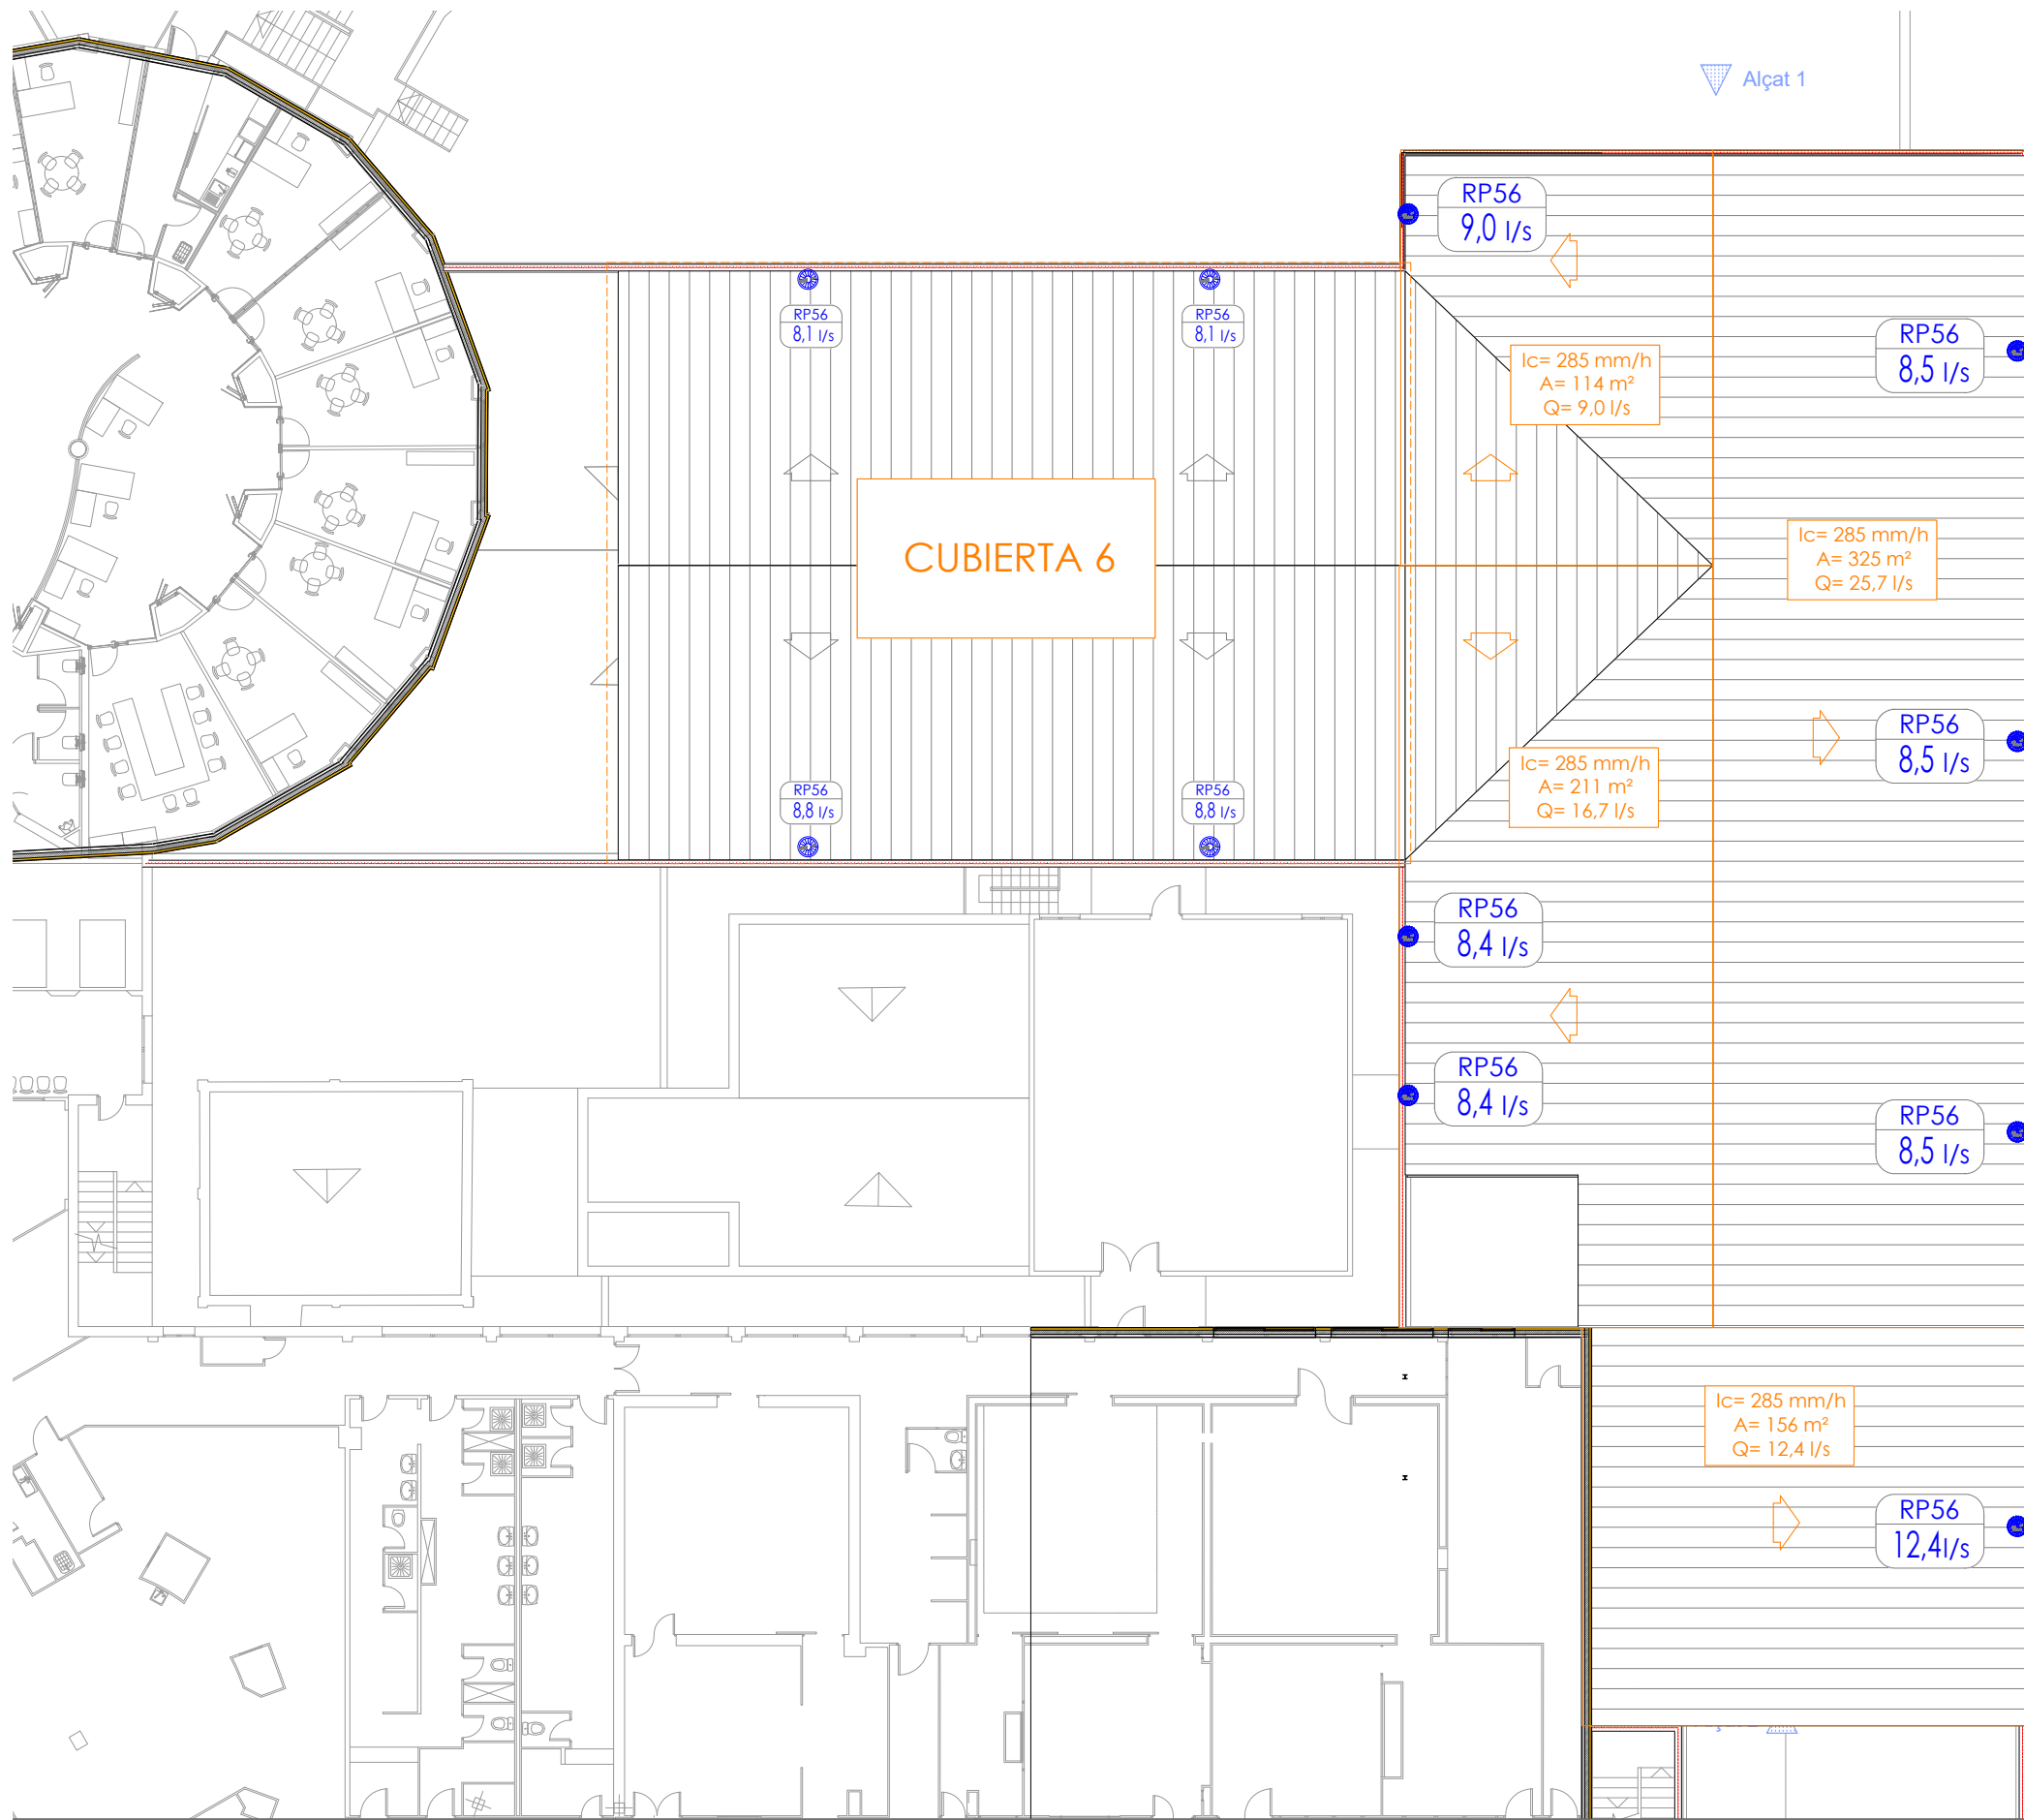 Alçat 1
RP56
9,0 l/s
RP56
8,1 l/s
RP56
8,1 l/s
RP56
8,5 l/s
Ic= 285 mm/h
A= 114 m²
Q= 9,0 l/s
CUBIERTA 6
Ic= 285 mm/h
A= 325 m²
Q= 25,7 l/s
RP56
8,5 l/s
Ic= 285 mm/h
A= 211 m²
Q= 16,7 l/s
RP56
8,8 l/s
RP56
8,8 l/s
RP56
8,4 l/s
RP56
8,4 l/s
RP56
8,5 l/s
Ic= 285 mm/h
A= 156 m²
Q= 12,4 l/s
RP56
12,4l/s